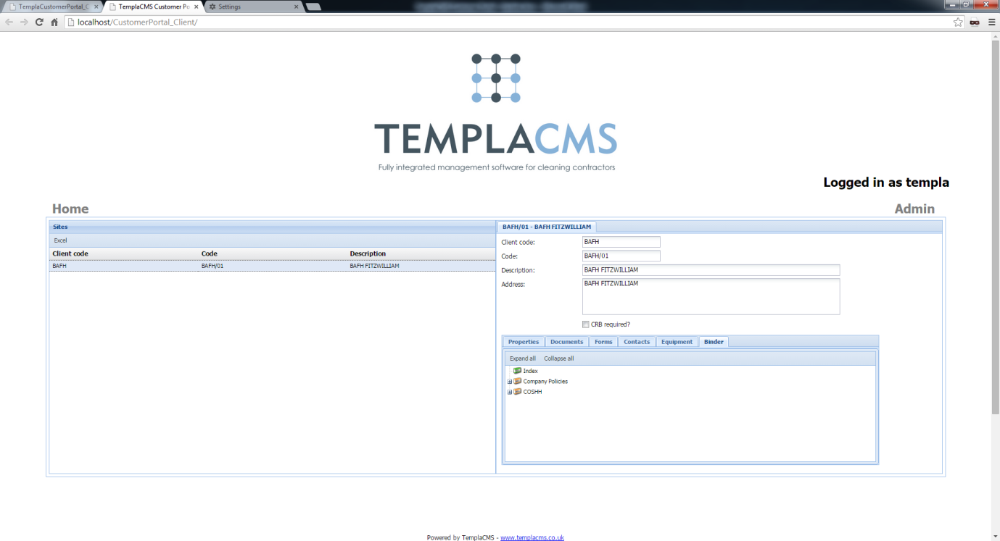 TemplaCustomerPortal_C
TemplaCMS Customer Po
Settings
localhost/CustomerPortal_Client/
TEMPLACMS
Fully integrated management software for cleaning contractors
Logged in as templa
Home
Admin
Sites
Excel
Client code Code Description
BAFH BAFH/01 BAFH FITZWILLIAM
BAFH/01 - BAFH FITZWILLIAM
Client code: BAFH
Code: BAFH/01
Description: BAFH FITZWILLIAM
Address: BAFH FITZWILLIAM
CRB required?
Properties Documents Forms Contacts Equipment Binder
Expand all Collapse all
Index
Company Policies
COSHH
Powered by TemplaCMS - www.templacms.co.uk